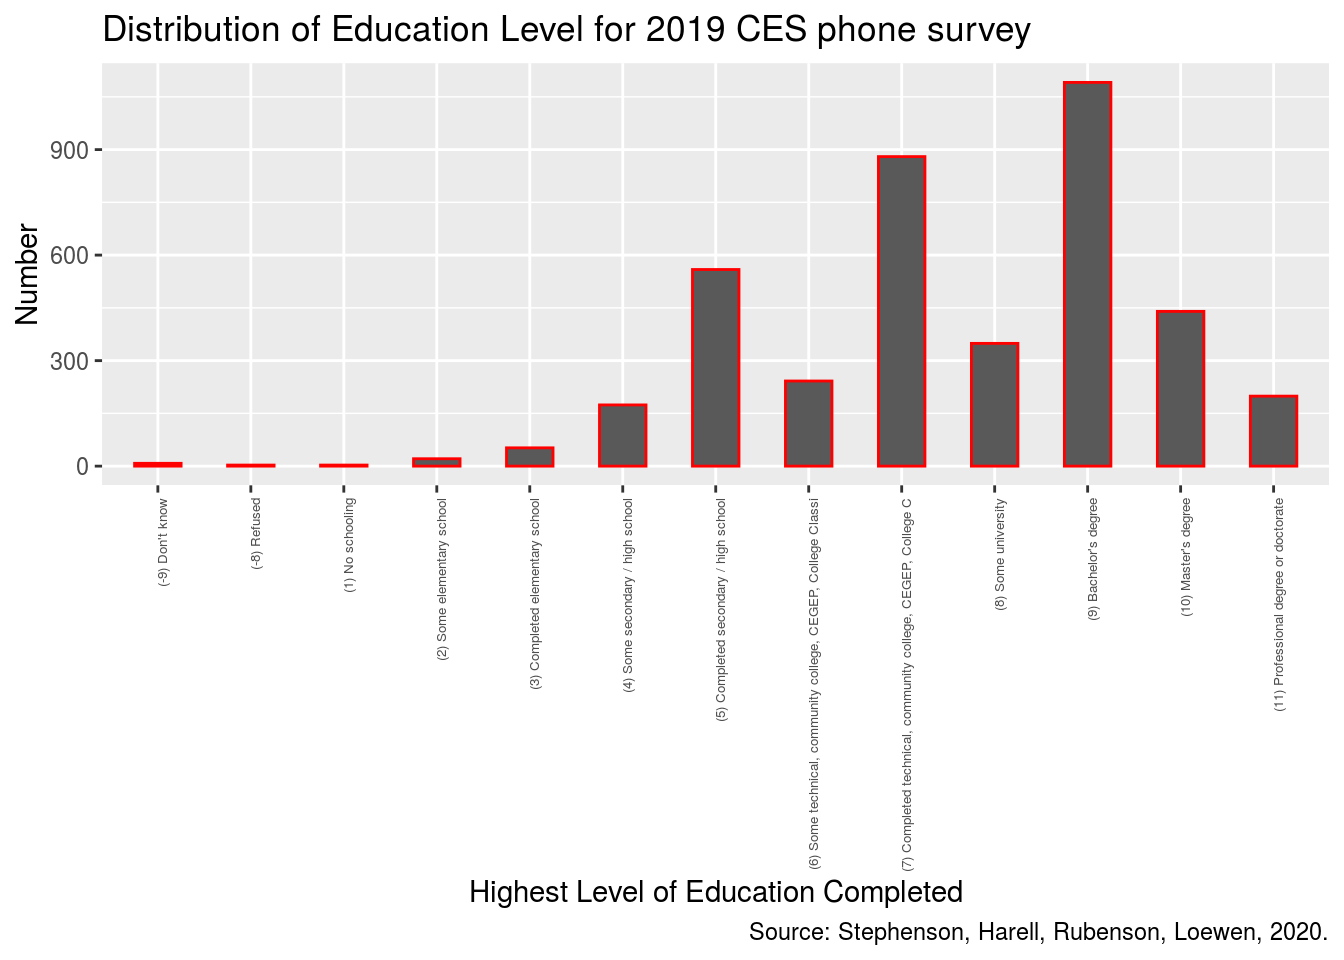 Distribution of Education Level for 2019 CES phone survey
Number
900
600
300
0
(-9) Don't know
(-8) Refused
(1) No schooling
(2) Some elementary school
(3) Completed elementary school
(4) Some secondary / high school
(5) Completed secondary / high school
(6) Some technical, community college, CEGEP, College Classi
(7) Completed technical, community college, CEGEP, College C
(8) Some university
(9) Bachelor's degree
(10) Master's degree
(11) Professional degree or doctorate
Highest Level of Education Completed
Source: Stephenson, Harell, Rubenson, Loewen, 2020.